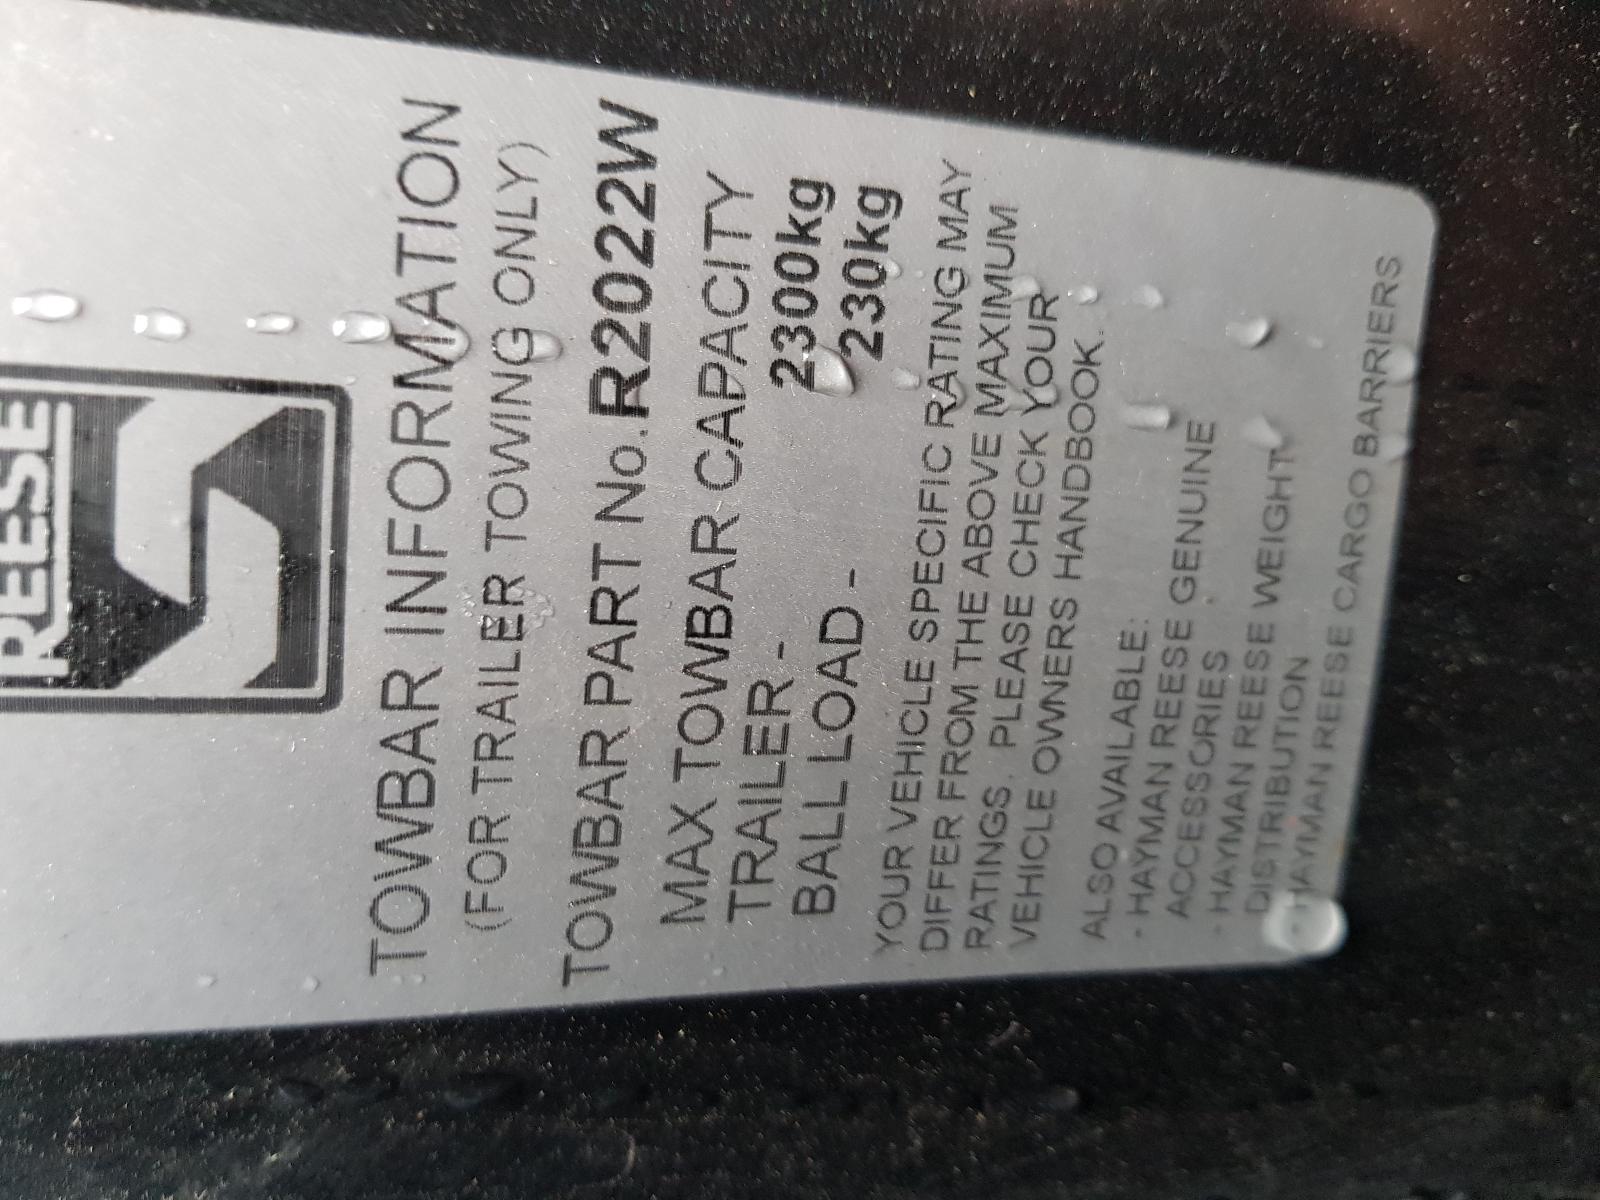 REESE
TOWBAR INFORMATION
(FOR TRAILER TOWING ONLY)
TOWBAR PART No. R2022W
MAX TOWBAR CAPACITY
TRAILER - 2300kg
BALL LOAD - 230kg
YOUR VEHICLE SPECIFIC RATING MAY
DIFFER FROM THE ABOVE MAXIMUM
RATINGS. PLEASE CHECK YOUR
VEHICLE OWNERS HANDBOOK.
ALSO AVAILABLE:
- HAYMAN REESE GENUINE
ACCESSORIES
- HAYMAN REESE WEIGHT
DISTRIBUTION
- HAYMAN REESE CARGO BARRIERS